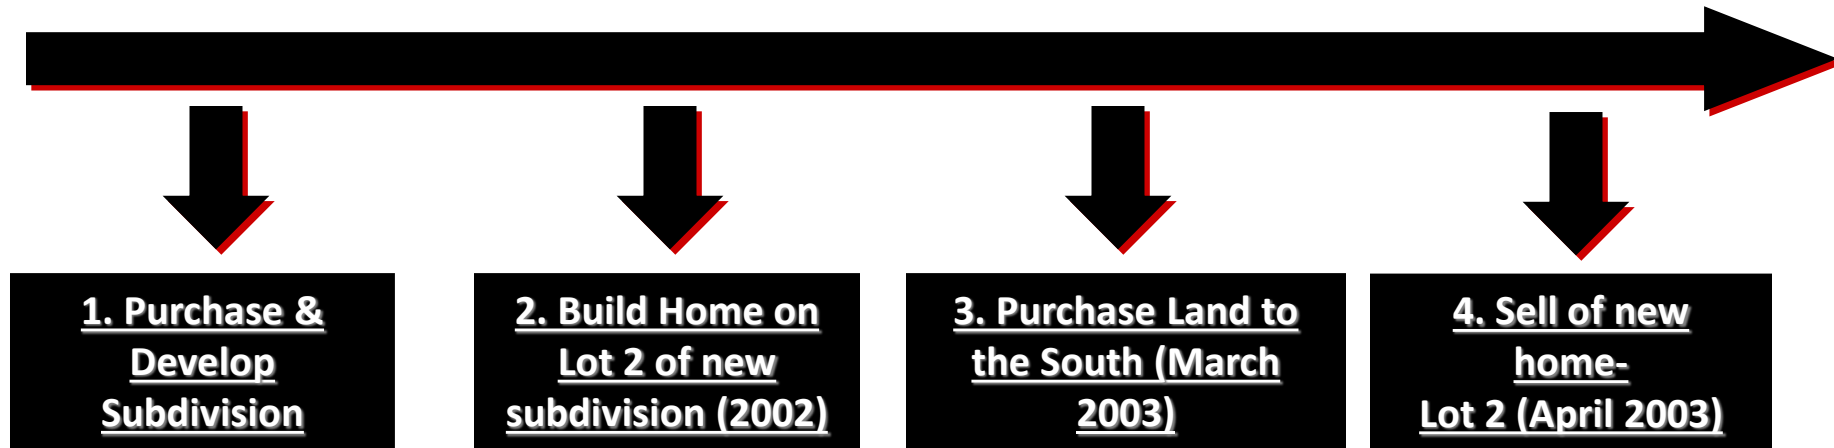 1. Purchase &
Develop
Subdivision
2. Build Home on
Lot 2 of new
subdivision (2002)
3. Purchase Land to
the South (March
2003)
4. Sell of new
home-
Lot 2 (April 2003)